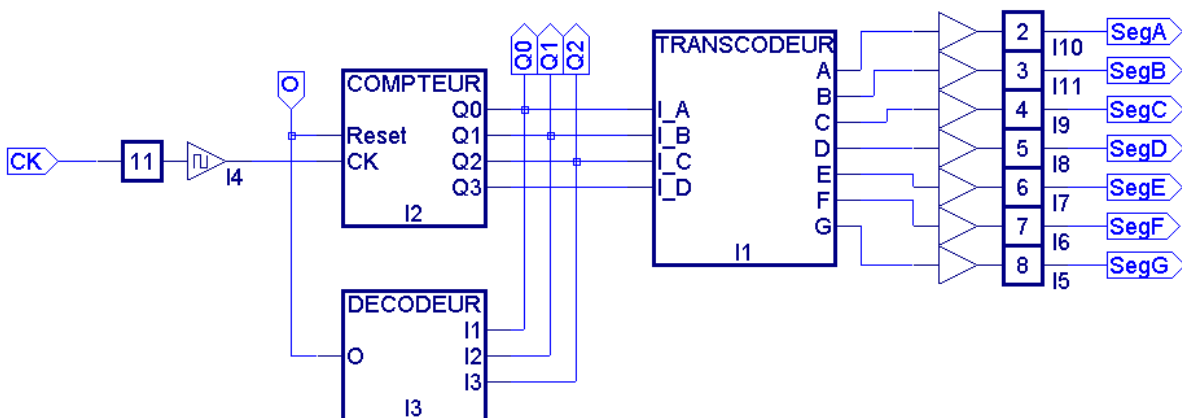 Q0
Q1
Q2
O
CK
11
I4
COMPTEUR
Reset
CK
Q0
Q1
Q2
Q3
I2
DECODEUR
O
I1
I2
I3
I3
TRANSCODEUR
I_A
I_B
I_C
I_D
A
B
C
D
E
F
G
I1
2
I10
SegA
3
I11
SegB
4
I9
SegC
5
I8
SegD
6
I7
SegE
7
I6
SegF
8
I5
SegG